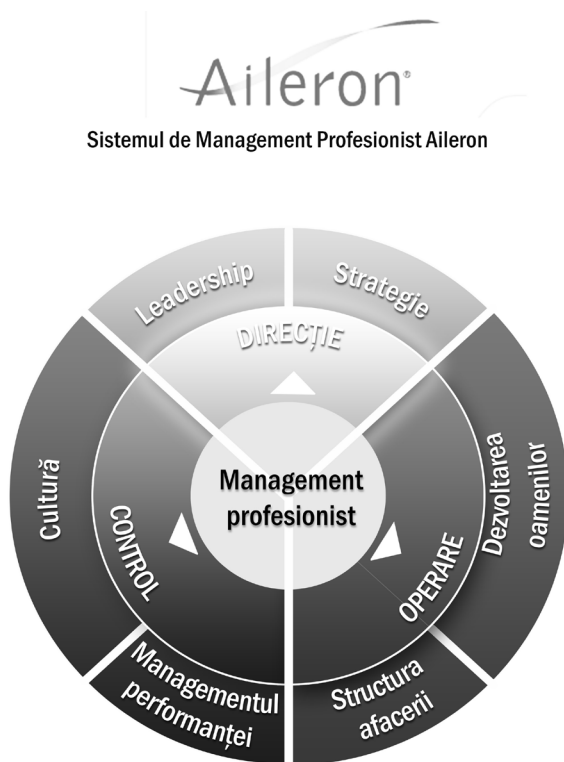 Aileron®
Sistemul de Management Profesionist Aileron
Leadership
Strategie
DIRECȚIE
Cultură
Management
profesionist
Dezvoltarea
oamenilor
CONTROL
OPERARE
Managementul
performanței
Structura
afacerii